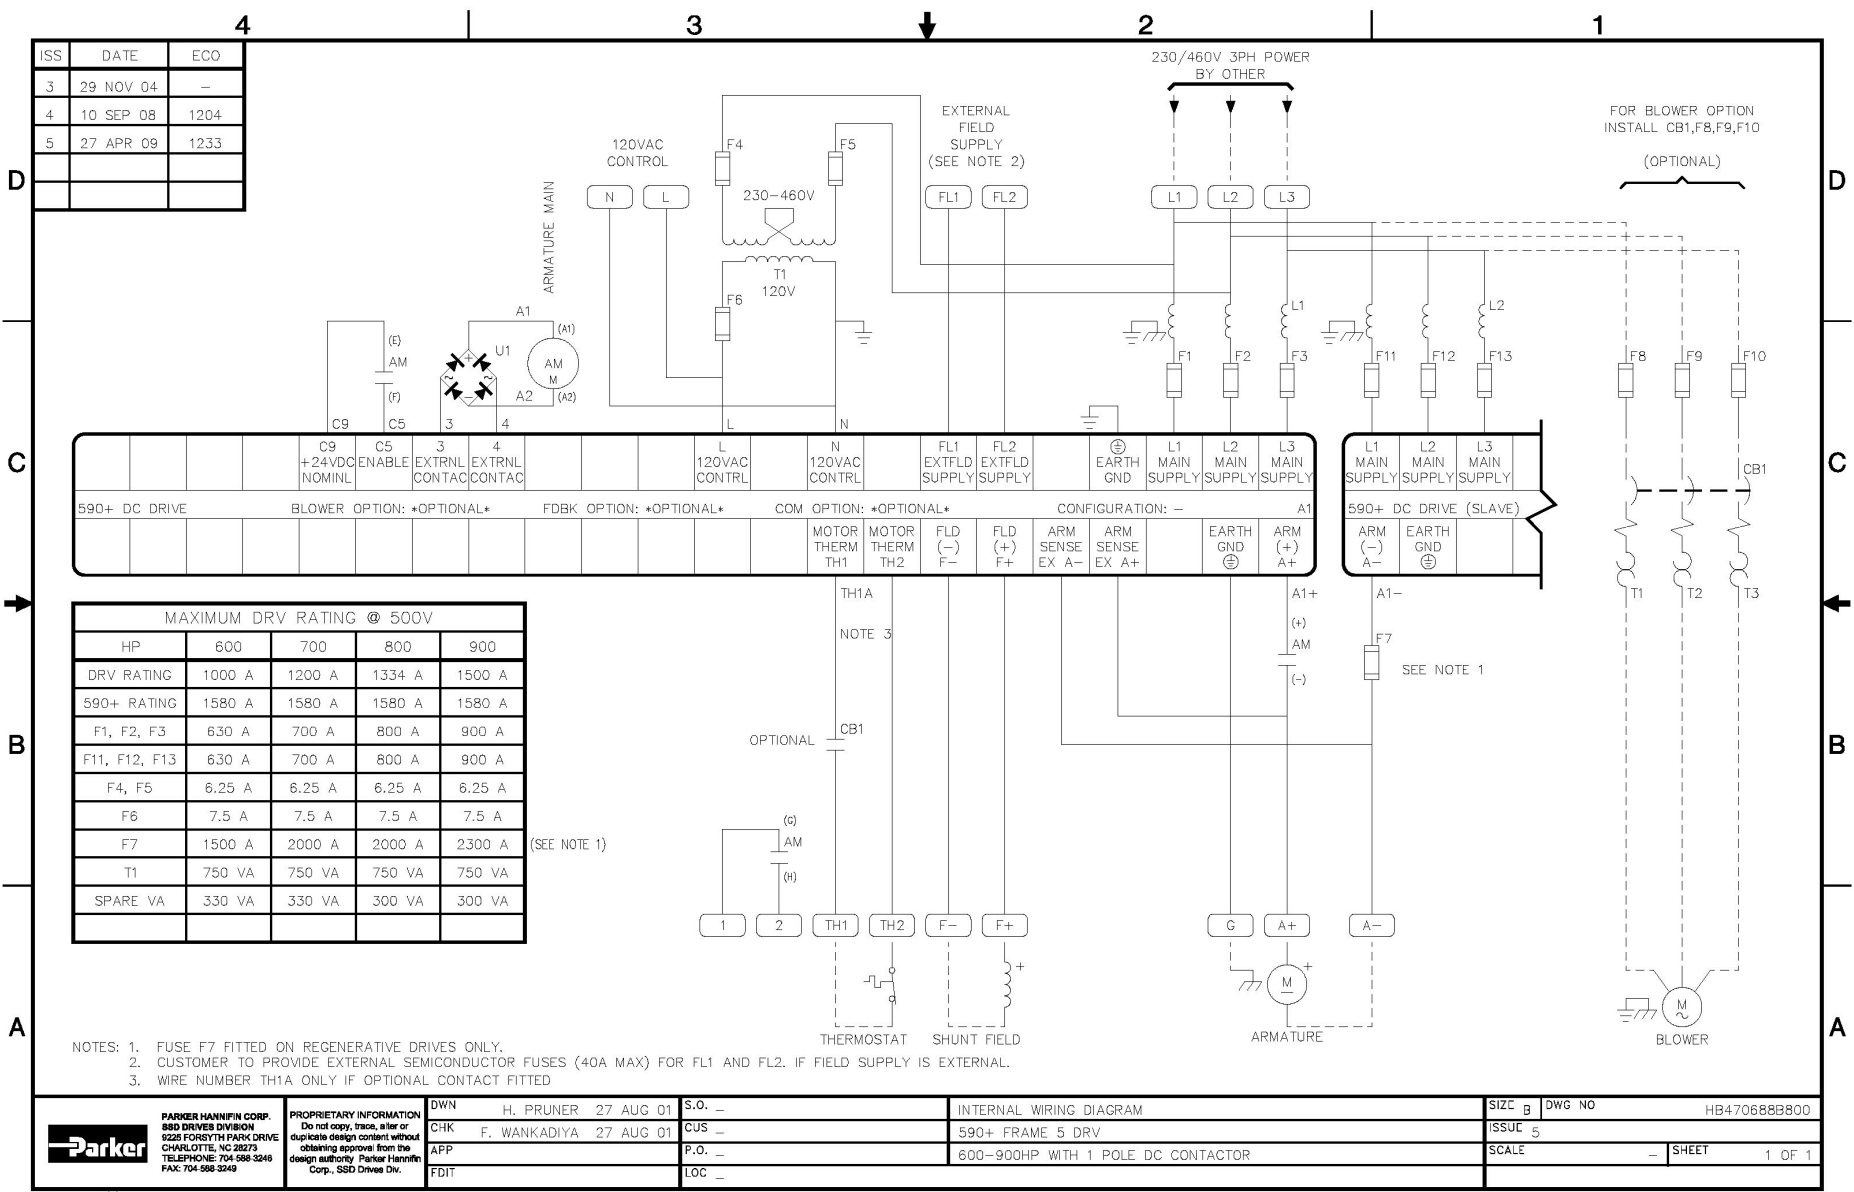 4 3 2 1
ISS DATE ECO
3 29 NOV 04 –
4 10 SEP 08 1204
5 27 APR 09 1233
D
D
C
C
B
B
A
A
230/460V 3PH POWER
BY OTHER
EXTERNAL
FIELD
SUPPLY
(SEE NOTE 2)
FOR BLOWER OPTION
INSTALL CB1,F8,F9,F10
(OPTIONAL)
120VAC
CONTROL
F4 F5
N L
230–460V
FL1 FL2
L1 L2 L3
ARMATURE MAIN
T1
120V
F6
A1
(A1)
(E)
AM
(F)
U1
+
~ ~
–
AM
M
A2
(A2)
L1
L2
F1 F2 F3
F11 F12 F13
F8 F9 F10
C9 C5 3 4 L N
C9
+24VDC
NOMINL
C5
ENABLE
3
EXTRNL
CONTAC
4
EXTRNL
CONTAC
L
120VAC
CONTRL
N
120VAC
CONTRL
FL1
EXTFLD
SUPPLY
FL2
EXTFLD
SUPPLY
EARTH
GND
L1
MAIN
SUPPLY
L2
MAIN
SUPPLY
L3
MAIN
SUPPLY
L1
MAIN
SUPPLY
L2
MAIN
SUPPLY
L3
MAIN
SUPPLY
CB1
590+ DC DRIVE BLOWER OPTION: *OPTIONAL* FDBK OPTION: *OPTIONAL* COM OPTION: *OPTIONAL* CONFIGURATION: – A1
590+ DC DRIVE (SLAVE)
MOTOR
THERM
TH1
MOTOR
THERM
TH2
FLD
(–)
F–
FLD
(+)
F+
ARM
SENSE
EX A–
ARM
SENSE
EX A+
EARTH
GND
ARM
(+)
A+
ARM
(–)
A–
EARTH
GND
TH1A
NOTE 3
A1+
(+)
AM
(–)
A1–
F7
SEE NOTE 1
T1 T2 T3
MAXIMUM DRV RATING @ 500V
HP 600 700 800 900
DRV RATING 1000 A 1200 A 1334 A 1500 A
590+ RATING 1580 A 1580 A 1580 A 1580 A
F1, F2, F3 630 A 700 A 800 A 900 A
F11, F12, F13 630 A 700 A 800 A 900 A
F4, F5 6.25 A 6.25 A 6.25 A 6.25 A
F6 7.5 A 7.5 A 7.5 A 7.5 A
F7 1500 A 2000 A 2000 A 2300 A (SEE NOTE 1)
T1 750 VA 750 VA 750 VA 750 VA
SPARE VA 330 VA 330 VA 300 VA 300 VA
OPTIONAL
CB1
(G)
AM
(H)
1 2 TH1 TH2 F– F+ G A+ A–
+
M
+
M
~
THERMOSTAT SHUNT FIELD ARMATURE BLOWER
NOTES: 1. FUSE F7 FITTED ON REGENERATIVE DRIVES ONLY.
2. CUSTOMER TO PROVIDE EXTERNAL SEMICONDUCTOR FUSES (40A MAX) FOR FL1 AND FL2. IF FIELD SUPPLY IS EXTERNAL.
3. WIRE NUMBER TH1A ONLY IF OPTIONAL CONTACT FITTED
Parker
PARKER HANNIFIN CORP.
SSD DRIVES DIVISION
9225 FORSYTH PARK DRIVE
CHARLOTTE, NC 28273
TELEPHONE: 704-588-3246
FAX: 704-588-3249
PROPRIETARY INFORMATION
Do not copy, trace, alter or
duplicate design content without
obtaining approval from the
design authority Parker Hannifin
Corp., SSD Drives Div.
DWN H. PRUNER 27 AUG 01
CHK F. WANKADIYA 27 AUG 01
APP
EDIT
S.O. –
CUS –
P.O. –
LOC –
INTERNAL WIRING DIAGRAM
590+ FRAME 5 DRV
600–900HP WITH 1 POLE DC CONTACTOR
SIZE B DWG NO HB470688B800
ISSUE 5
SCALE – SHEET 1 OF 1